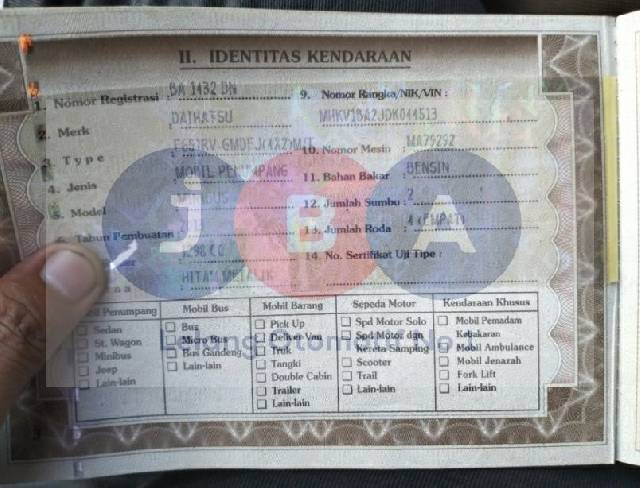 II. IDENTITAS KENDARAAN
1. Nomor Registrasi : BA 1432 DN
2. Merk : DAIHATSU
3. Type
4. Jenis : MOBIL PENUMPANG
5. Model
6. Tahun Pembuatan :
HITAM METALIK
9. Nomor Rangka/NIK/VIN :
MHKV1BA2JDK044513
10. Nomor Mesin : MA79292
11. Bahan Bakar : BENSIN
12. Jumlah Sumbu : 2
13. Jumlah Roda : 4 (EMPAT)
14. No. Sertifikat Uji Tipe :
JBA
Mobil Penumpang
Sedan
St. Wagon
Minibus
Jeep
Lain-lain
Mobil Bus
Bus
Micro Bus
Bus Gandeng
Lain-lain
Mobil Barang
Pick Up
Deliver Van
Truk
Tangki
Double Cabin
Trailer
Lain-lain
Sepeda Motor
Spd Motor Solo
Spd Motor dgn
Kereta Samping
Scooter
Trail
Lain-lain
Kendaraan Khusus
Mobil Pemadam
Kebakaran
Mobil Ambulance
Mobil Jenazah
Fork Lift
Lain-lain